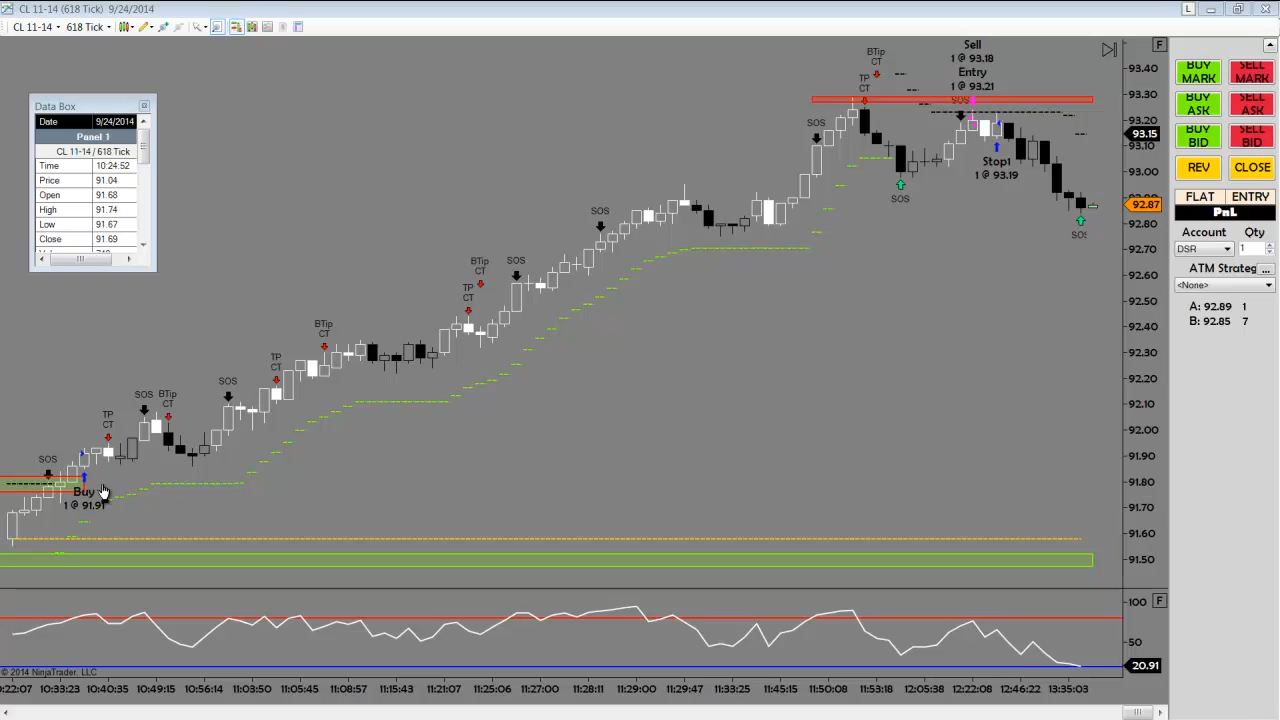 CL 11-14 (618 Tick) 9/24/2014
L
CL 11-14
618 Tick
F
Data Box
Date 9/24/2014
Panel 1
CL 11-14 / 618 Tick
Time 10:24:52
Price 91.04
Open 91.68
High 91.74
Low 91.67
Close 91.69
BTip
CT
TP
CT
Sell
1 @ 93.18
Entry
1 @ 93.21
SOS
SOS
Stop1
1 @ 93.19
SOS
SOS
SOS
BTip
CT
TP
CT
SOS
BTip
CT
TP
CT
SOS
SOS
BTip
CT
TP
CT
SOS
Buy
1 @ 91.91
93.40
93.30
93.20
93.15
93.10
93.00
92.87
92.80
92.70
92.60
92.50
92.40
92.30
92.20
92.10
92.00
91.90
91.80
91.70
91.60
91.50
BUY MARK
SELL MARK
BUY ASK
SELL ASK
BUY BID
SELL BID
REV
CLOSE
FLAT
ENTRY
PnL
Account
Qty
DSR
1
ATM Strateg
...
<None>
A: 92.89 1
B: 92.85 7
F
100
50
20.91
© 2014 NinjaTrader, LLC
0:22:07 10:33:23 10:40:35 10:49:15 10:56:14 11:03:50 11:05:45 11:08:57 11:15:43 11:21:07 11:25:06 11:27:00 11:28:11 11:29:00 11:29:47 11:33:25 11:45:15 11:50:08 11:53:18 12:05:38 12:22:08 12:46:22 13:35:03